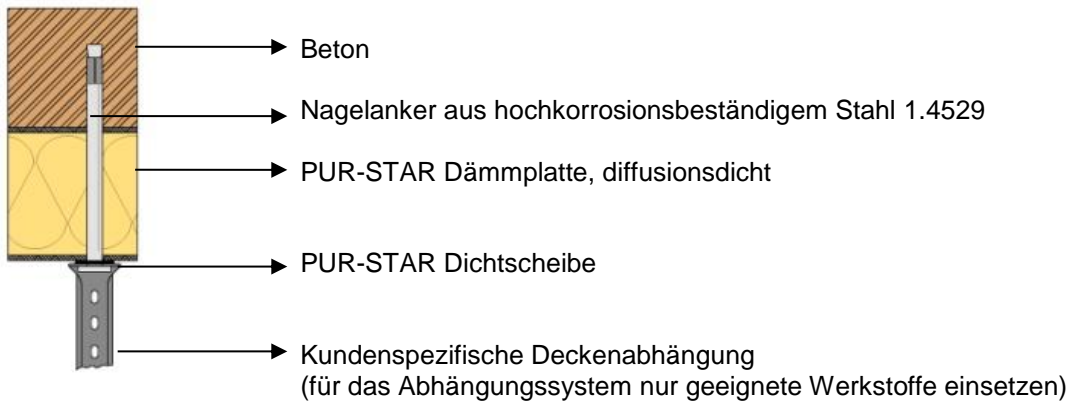 Beton
Nagelanker aus hochkorrosionsbeständigem Stahl 1.4529
PUR-STAR Dämmplatte, diffusionsdicht
PUR-STAR Dichtscheibe
Kundenspezifische Deckenabhängung
(für das Abhängungssystem nur geeignete Werkstoffe einsetzen)